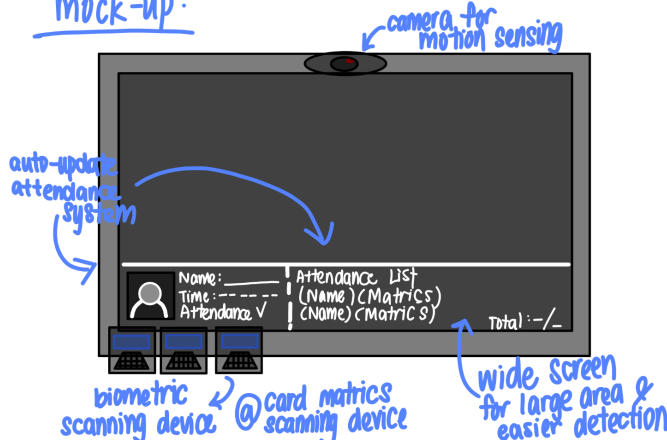 mock-up:
camera for
motion sensing
auto-update
attendance
system
Name:
Time:
Attendance ✓
Attendance List
(Name) (Matrics)
(Name) (Matrics)
Total: -/-
biometric
scanning device
@ card matrics
scanning device
wide screen
for large area &
easier detection